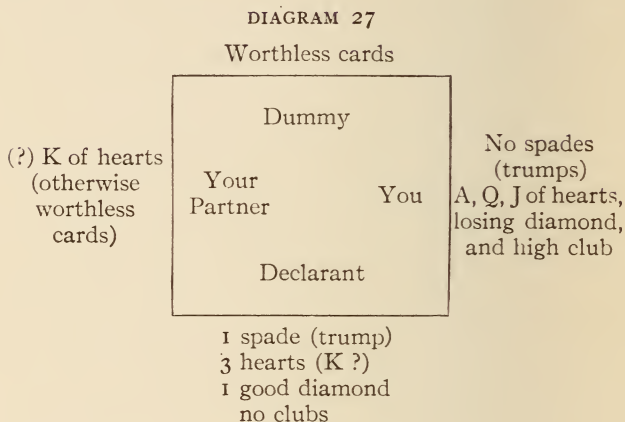 DIAGRAM 27
Worthless cards
Dummy
(?) K of hearts
(otherwise
worthless
cards)
Your
Partner
You
No spades
(trumps)
A, Q, J of hearts,
losing diamond,
and high club
Declarant
1 spade (trump)
3 hearts (K ?)
1 good diamond
no clubs